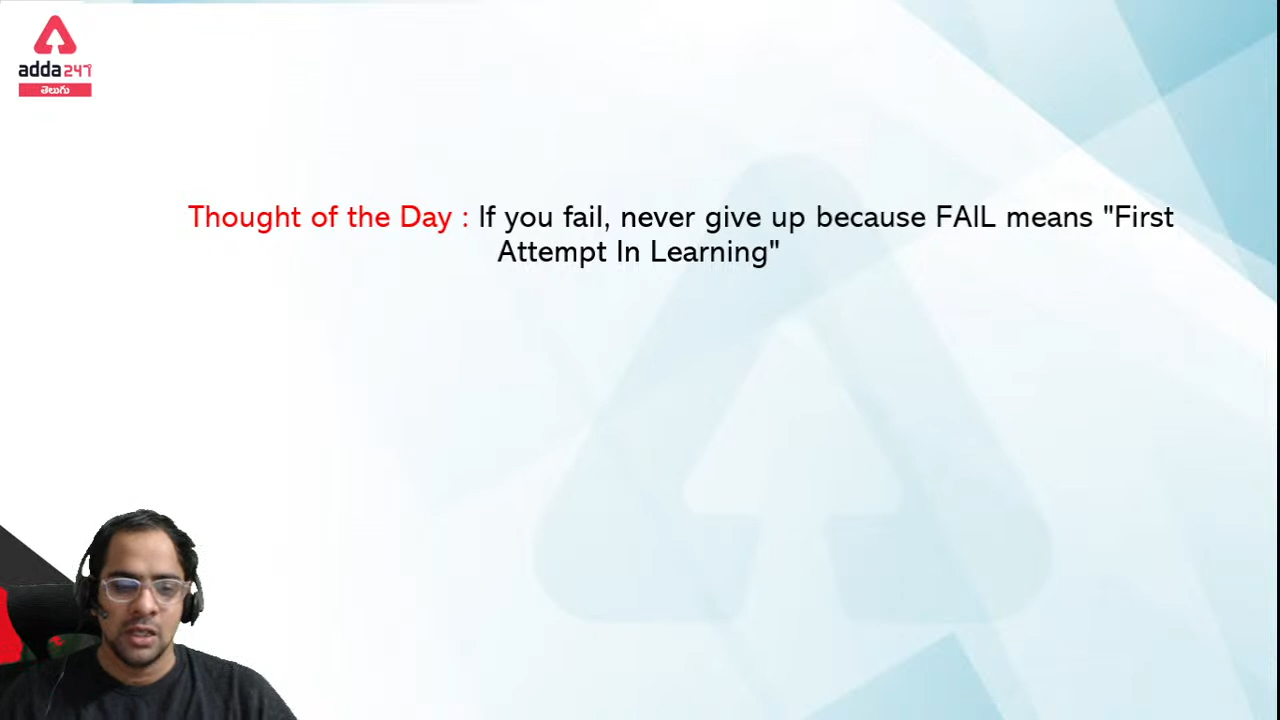 adda247
తెలుగు
Thought of the Day : If you fail, never give up because FAIL means "First
Attempt In Learning"